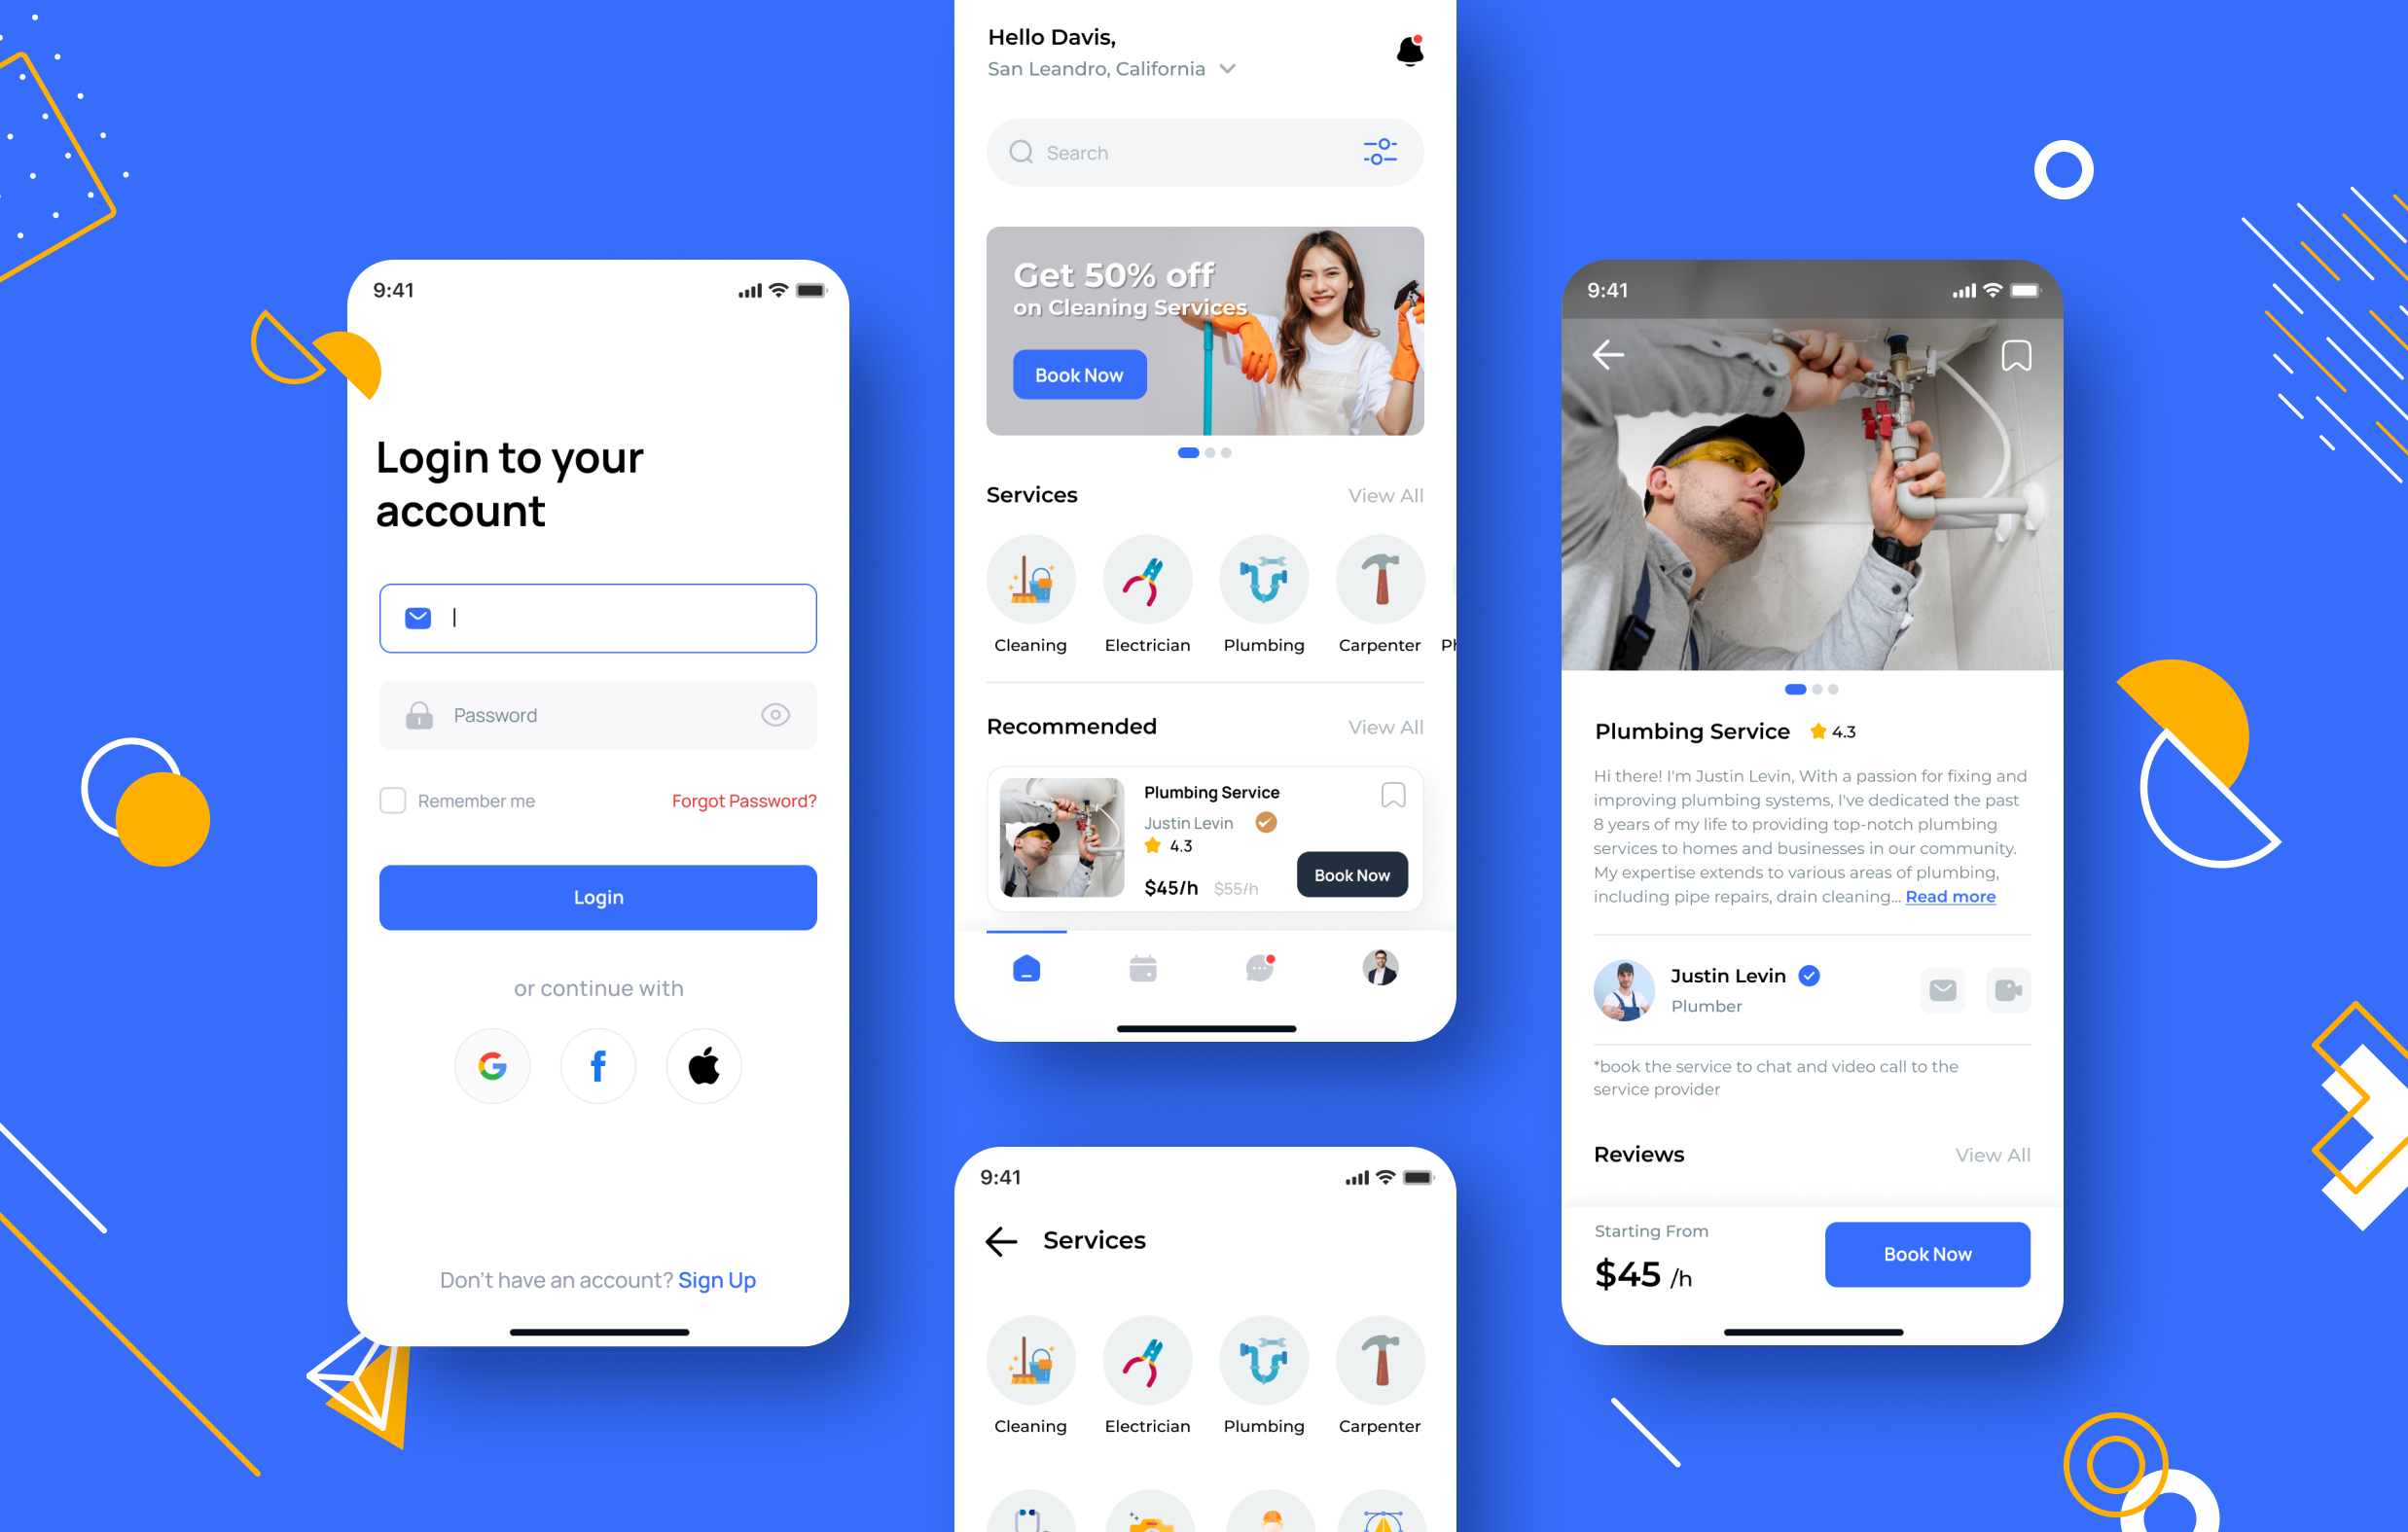 9:41
Login to your
account
Password
Remember me
Forgot Password?
Login
or continue with
Don't have an account? Sign Up
Hello Davis,
San Leandro, California
Search
Get 50% off
on Cleaning Services
Book Now
Services
View All
Cleaning
Electrician
Plumbing
Carpenter
Recommended
View All
Plumbing Service
Justin Levin
4.3
$45/h $55/h
Book Now
9:41
Services
Cleaning
Electrician
Plumbing
Carpenter
9:41
Plumbing Service
4.3
Hi there! I'm Justin Levin, With a passion for fixing and
improving plumbing systems, I've dedicated the past
8 years of my life to providing top-notch plumbing
services to homes and businesses in our community.
My expertise extends to various areas of plumbing,
including pipe repairs, drain cleaning... Read more
Justin Levin
Plumber
*book the service to chat and video call to the
service provider
Reviews
View All
Starting From
$45 /h
Book Now